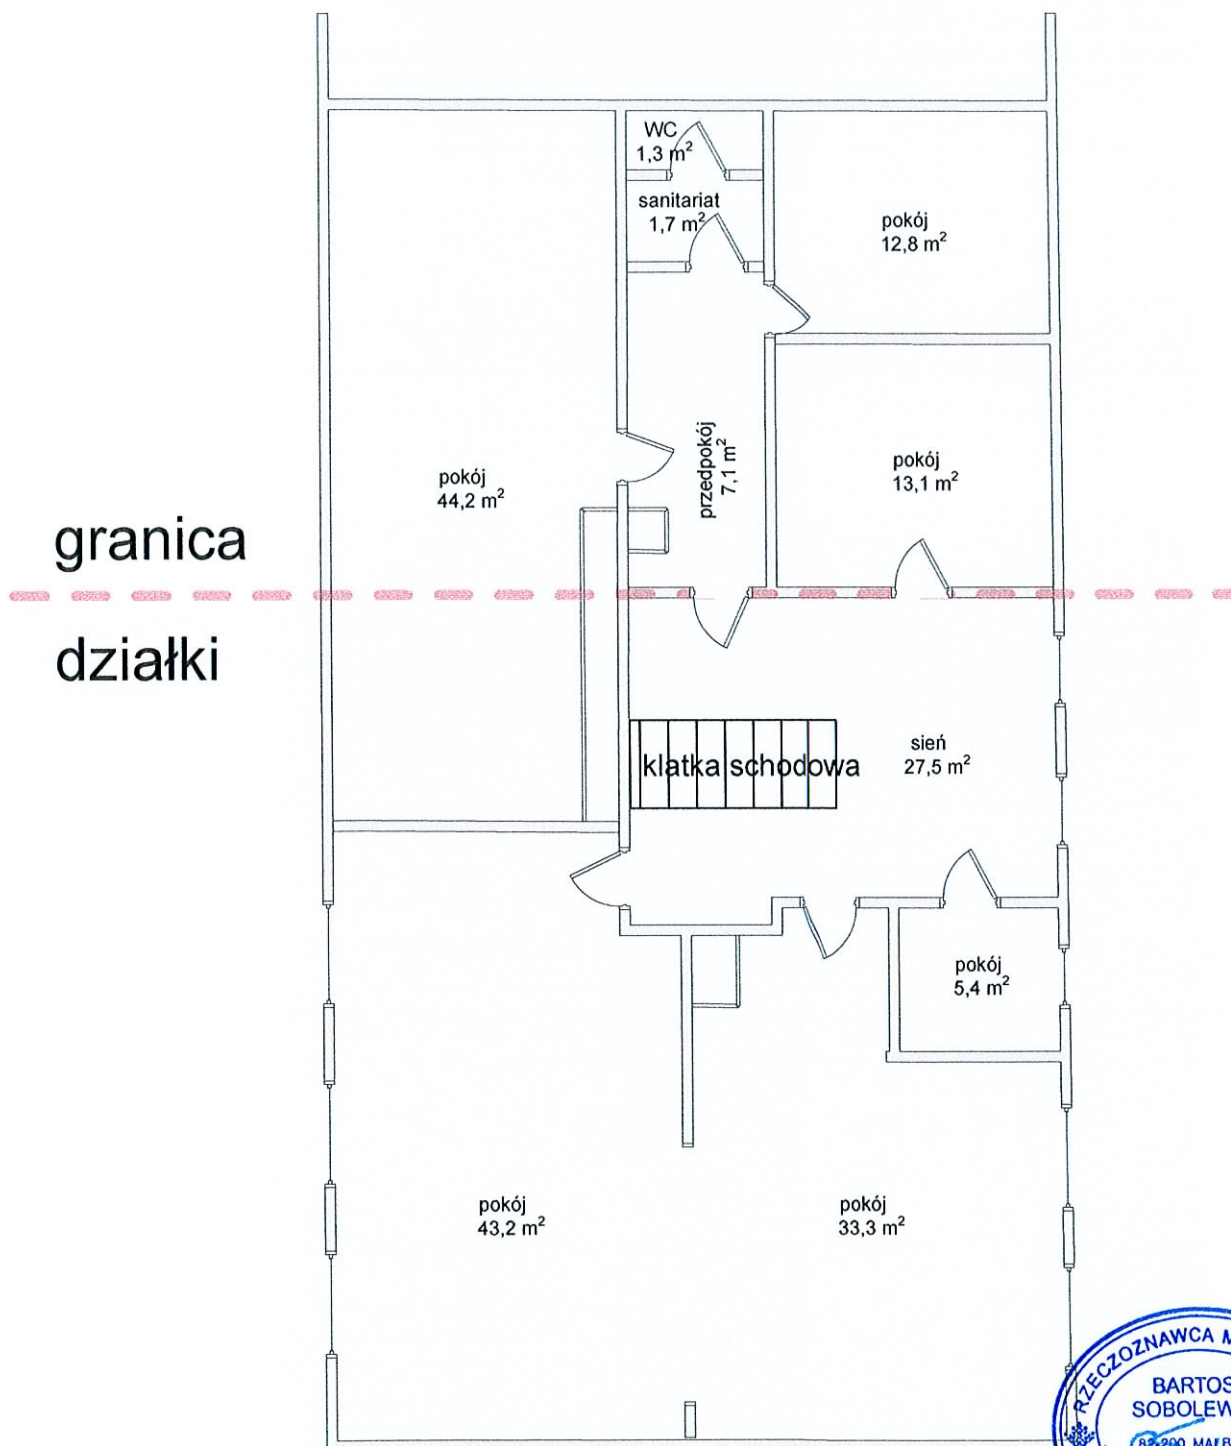 WC
1,3 m²
sanitariat
1,7 m²
pokój
12,8 m²
przedpokój
7,1 m²
pokój
13,1 m²
pokój
44,2 m²
granica
działki
klatka schodowa
sień
27,5 m²
pokój
5,4 m²
pokój
43,2 m²
pokój
33,3 m²
RZECZOZNAWCA
BARTOS
SOBOLEW